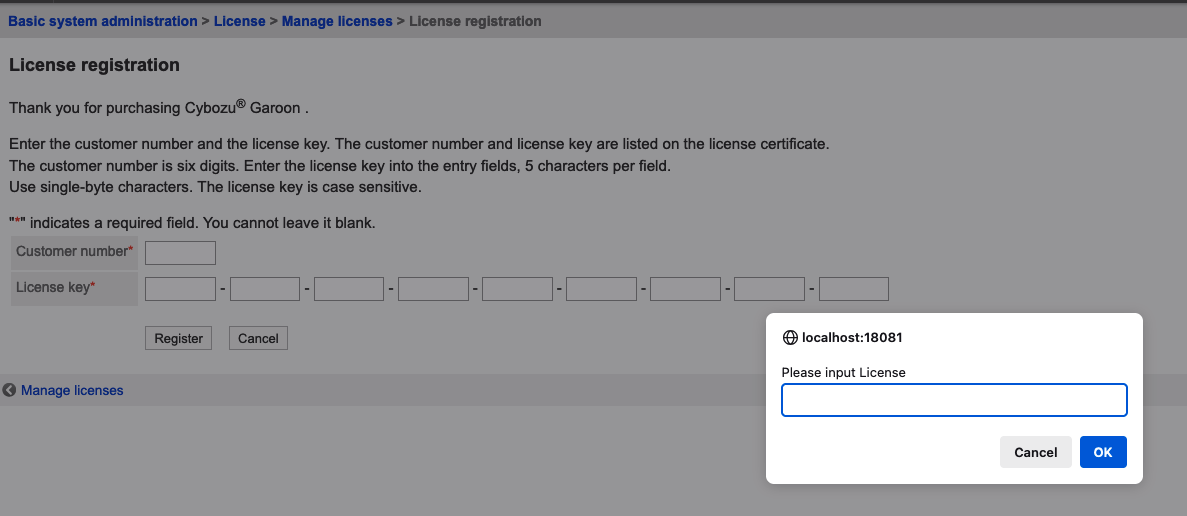 Basic system administration > License > Manage licenses > License registration
License registration
Thank you for purchasing Cybozu® Garoon .
Enter the customer number and the license key. The customer number and license key are listed on the license certificate.
The customer number is six digits. Enter the license key into the entry fields, 5 characters per field.
Use single-byte characters. The license key is case sensitive.
"*" indicates a required field. You cannot leave it blank.
Customer number*
License key* - - - - - - - -
Register Cancel
Manage licenses
localhost:18081
Please input License
Cancel OK